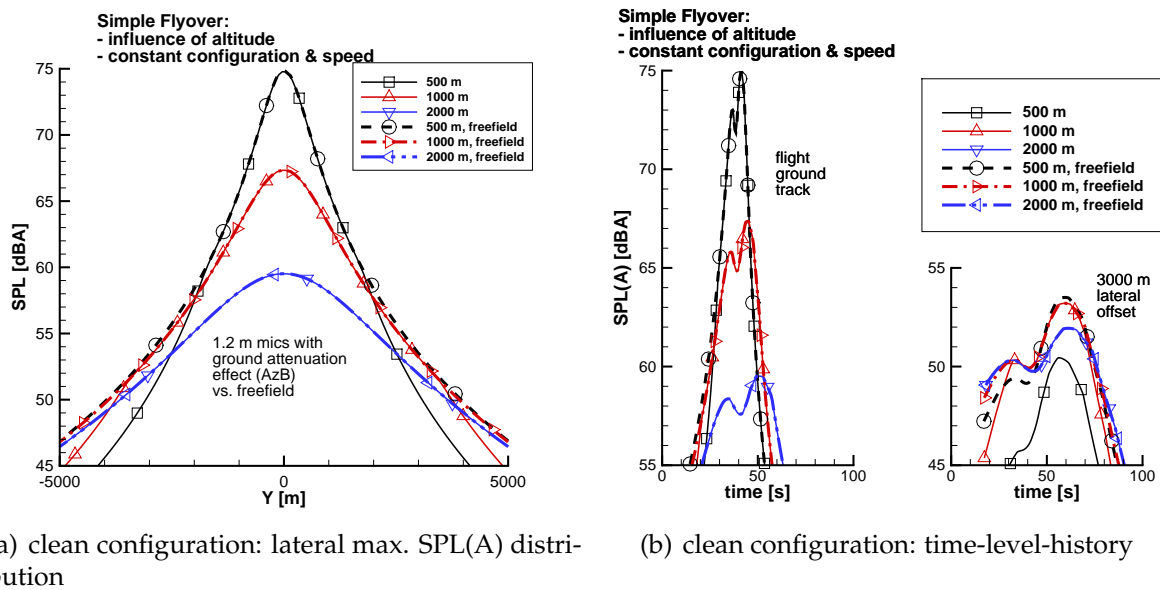 Simple Flyover:
- influence of altitude
- constant configuration & speed
75
70
65
60
55
50
45
SPL [dBA]
-5000
0
5000
Y [m]
500 m
1000 m
2000 m
500 m, freefield
1000 m, freefield
2000 m, freefield
1.2 m mics with
ground attenuation
effect (AzB)
vs. freefield
a) clean configuration: lateral max. SPL(A) distri-
bution
Simple Flyover:
- influence of altitude
- constant configuration & speed
75
70
65
60
55
SPL(A) [dBA]
0
50
100
time [s]
flight
ground
track
500 m
1000 m
2000 m
500 m, freefield
1000 m, freefield
2000 m, freefield
55
50
45
3000 m
lateral
offset
0
50
100
time [s]
(b) clean configuration: time-level-history